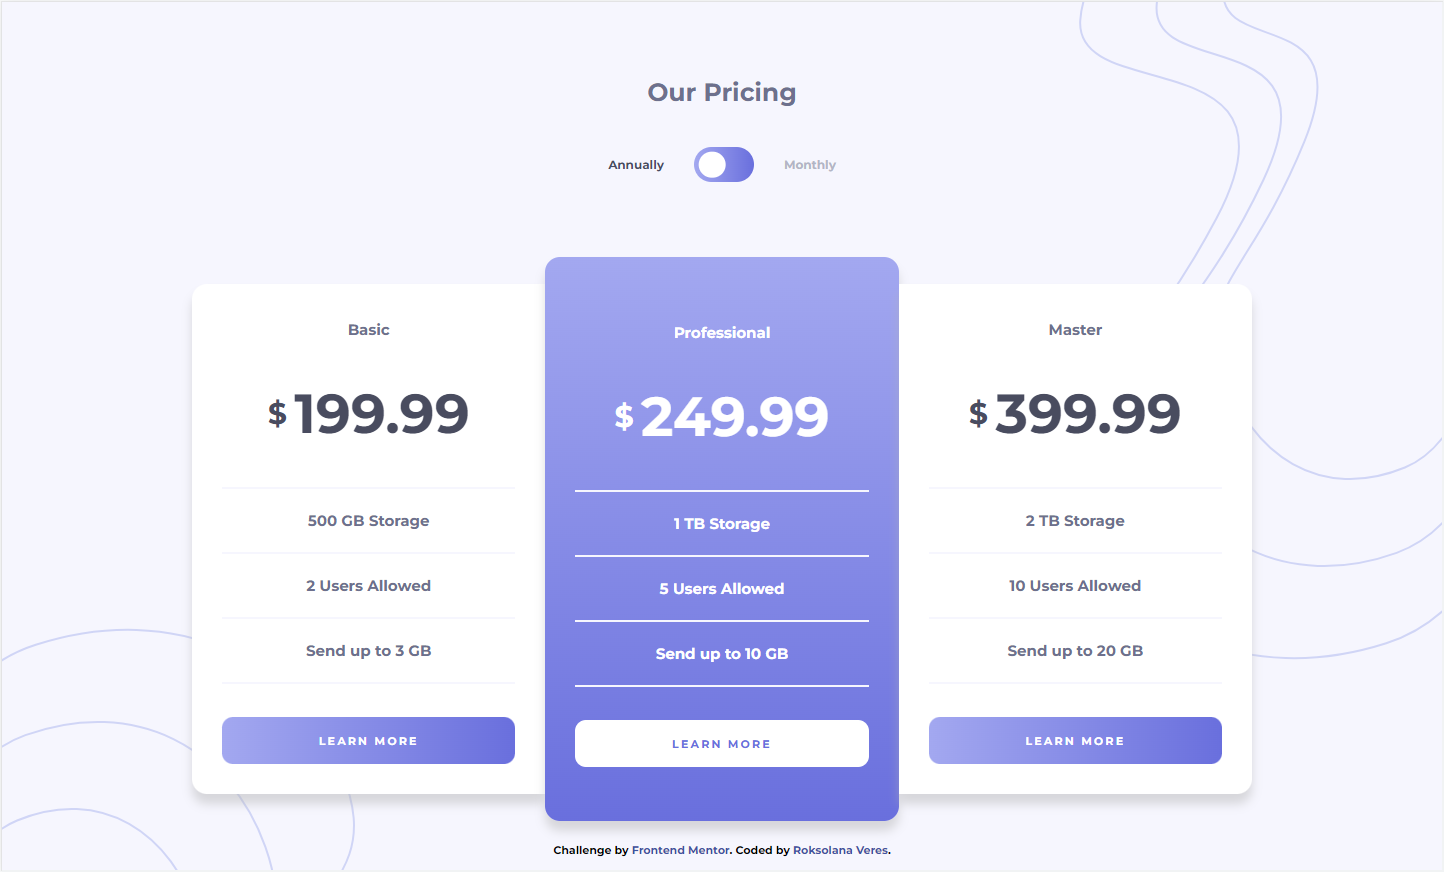 Our Pricing
Annually
Monthly
Basic
$ 199.99
500 GB Storage
2 Users Allowed
Send up to 3 GB
LEARN MORE
Professional
$ 249.99
1 TB Storage
5 Users Allowed
Send up to 10 GB
LEARN MORE
Master
$ 399.99
2 TB Storage
10 Users Allowed
Send up to 20 GB
LEARN MORE
Challenge by Frontend Mentor. Coded by Roksolana Veres.